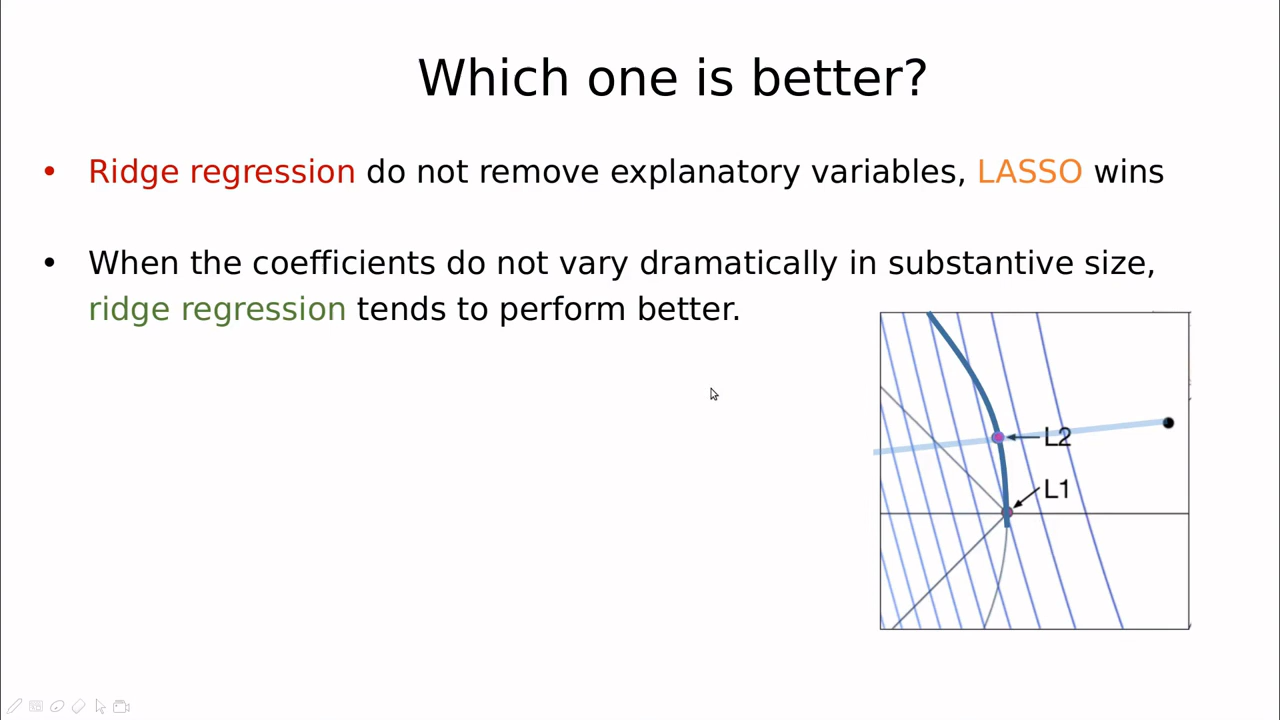 Which one is better?
• Ridge regression do not remove explanatory variables, LASSO wins
• When the coefficients do not vary dramatically in substantive size,
ridge regression tends to perform better.
L2
L1